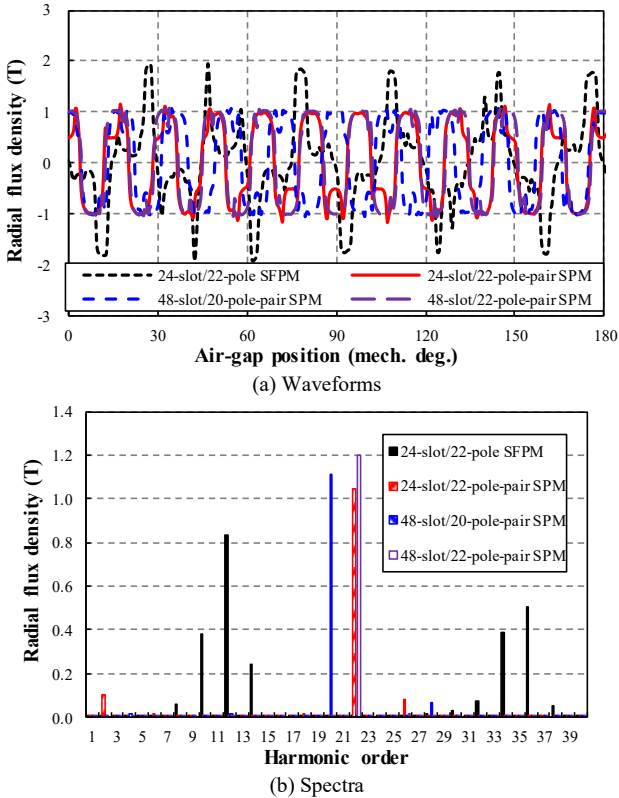 3
2
1
0
-1
-2
-3
Radial flux density (T)
24-slot/22-pole SFPM
24-slot/22-pole-pair SPM
48-slot/20-pole-pair SPM
48-slot/22-pole-pair SPM
0 30 60 90 120 150 180
Air-gap position (mech. deg.)
(a) Waveforms
1.4
1.2
1.0
0.8
0.6
0.4
0.2
0.0
Radial flux density (T)
24-slot/22-pole SFPM
24-slot/22-pole-pair SPM
48-slot/20-pole-pair SPM
48-slot/22-pole-pair SPM
1 3 5 7 9 11 13 15 17 19 21 23 25 27 29 31 33 35 37 39
Harmonic order
(b) Spectra